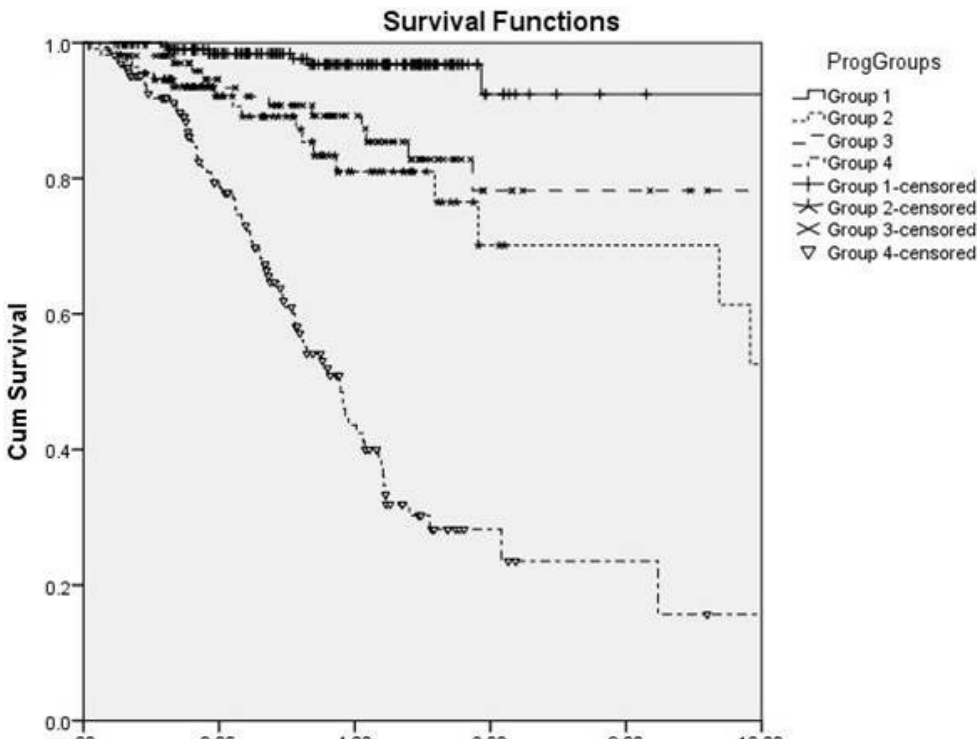 Survival Functions
ProgGroups
Group 1
Group 2
Group 3
Group 4
Group 1-censored
Group 2-censored
Group 3-censored
Group 4-censored
Cum Survival
1.0
0.8
0.6
0.4
0.2
0.0